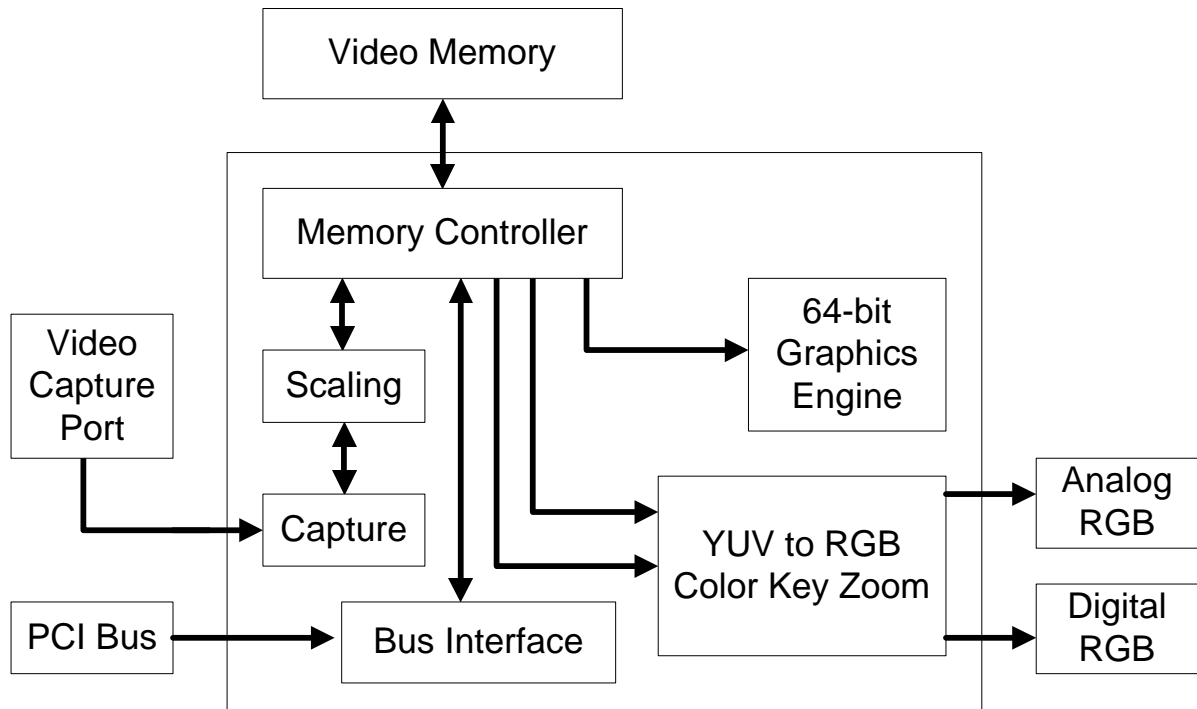 Video Memory
Memory Controller
64-bit
Graphics
Engine
Video
Capture
Port
Scaling
Capture
YUV to RGB
Color Key Zoom
Analog
RGB
PCI Bus
Bus Interface
Digital
RGB